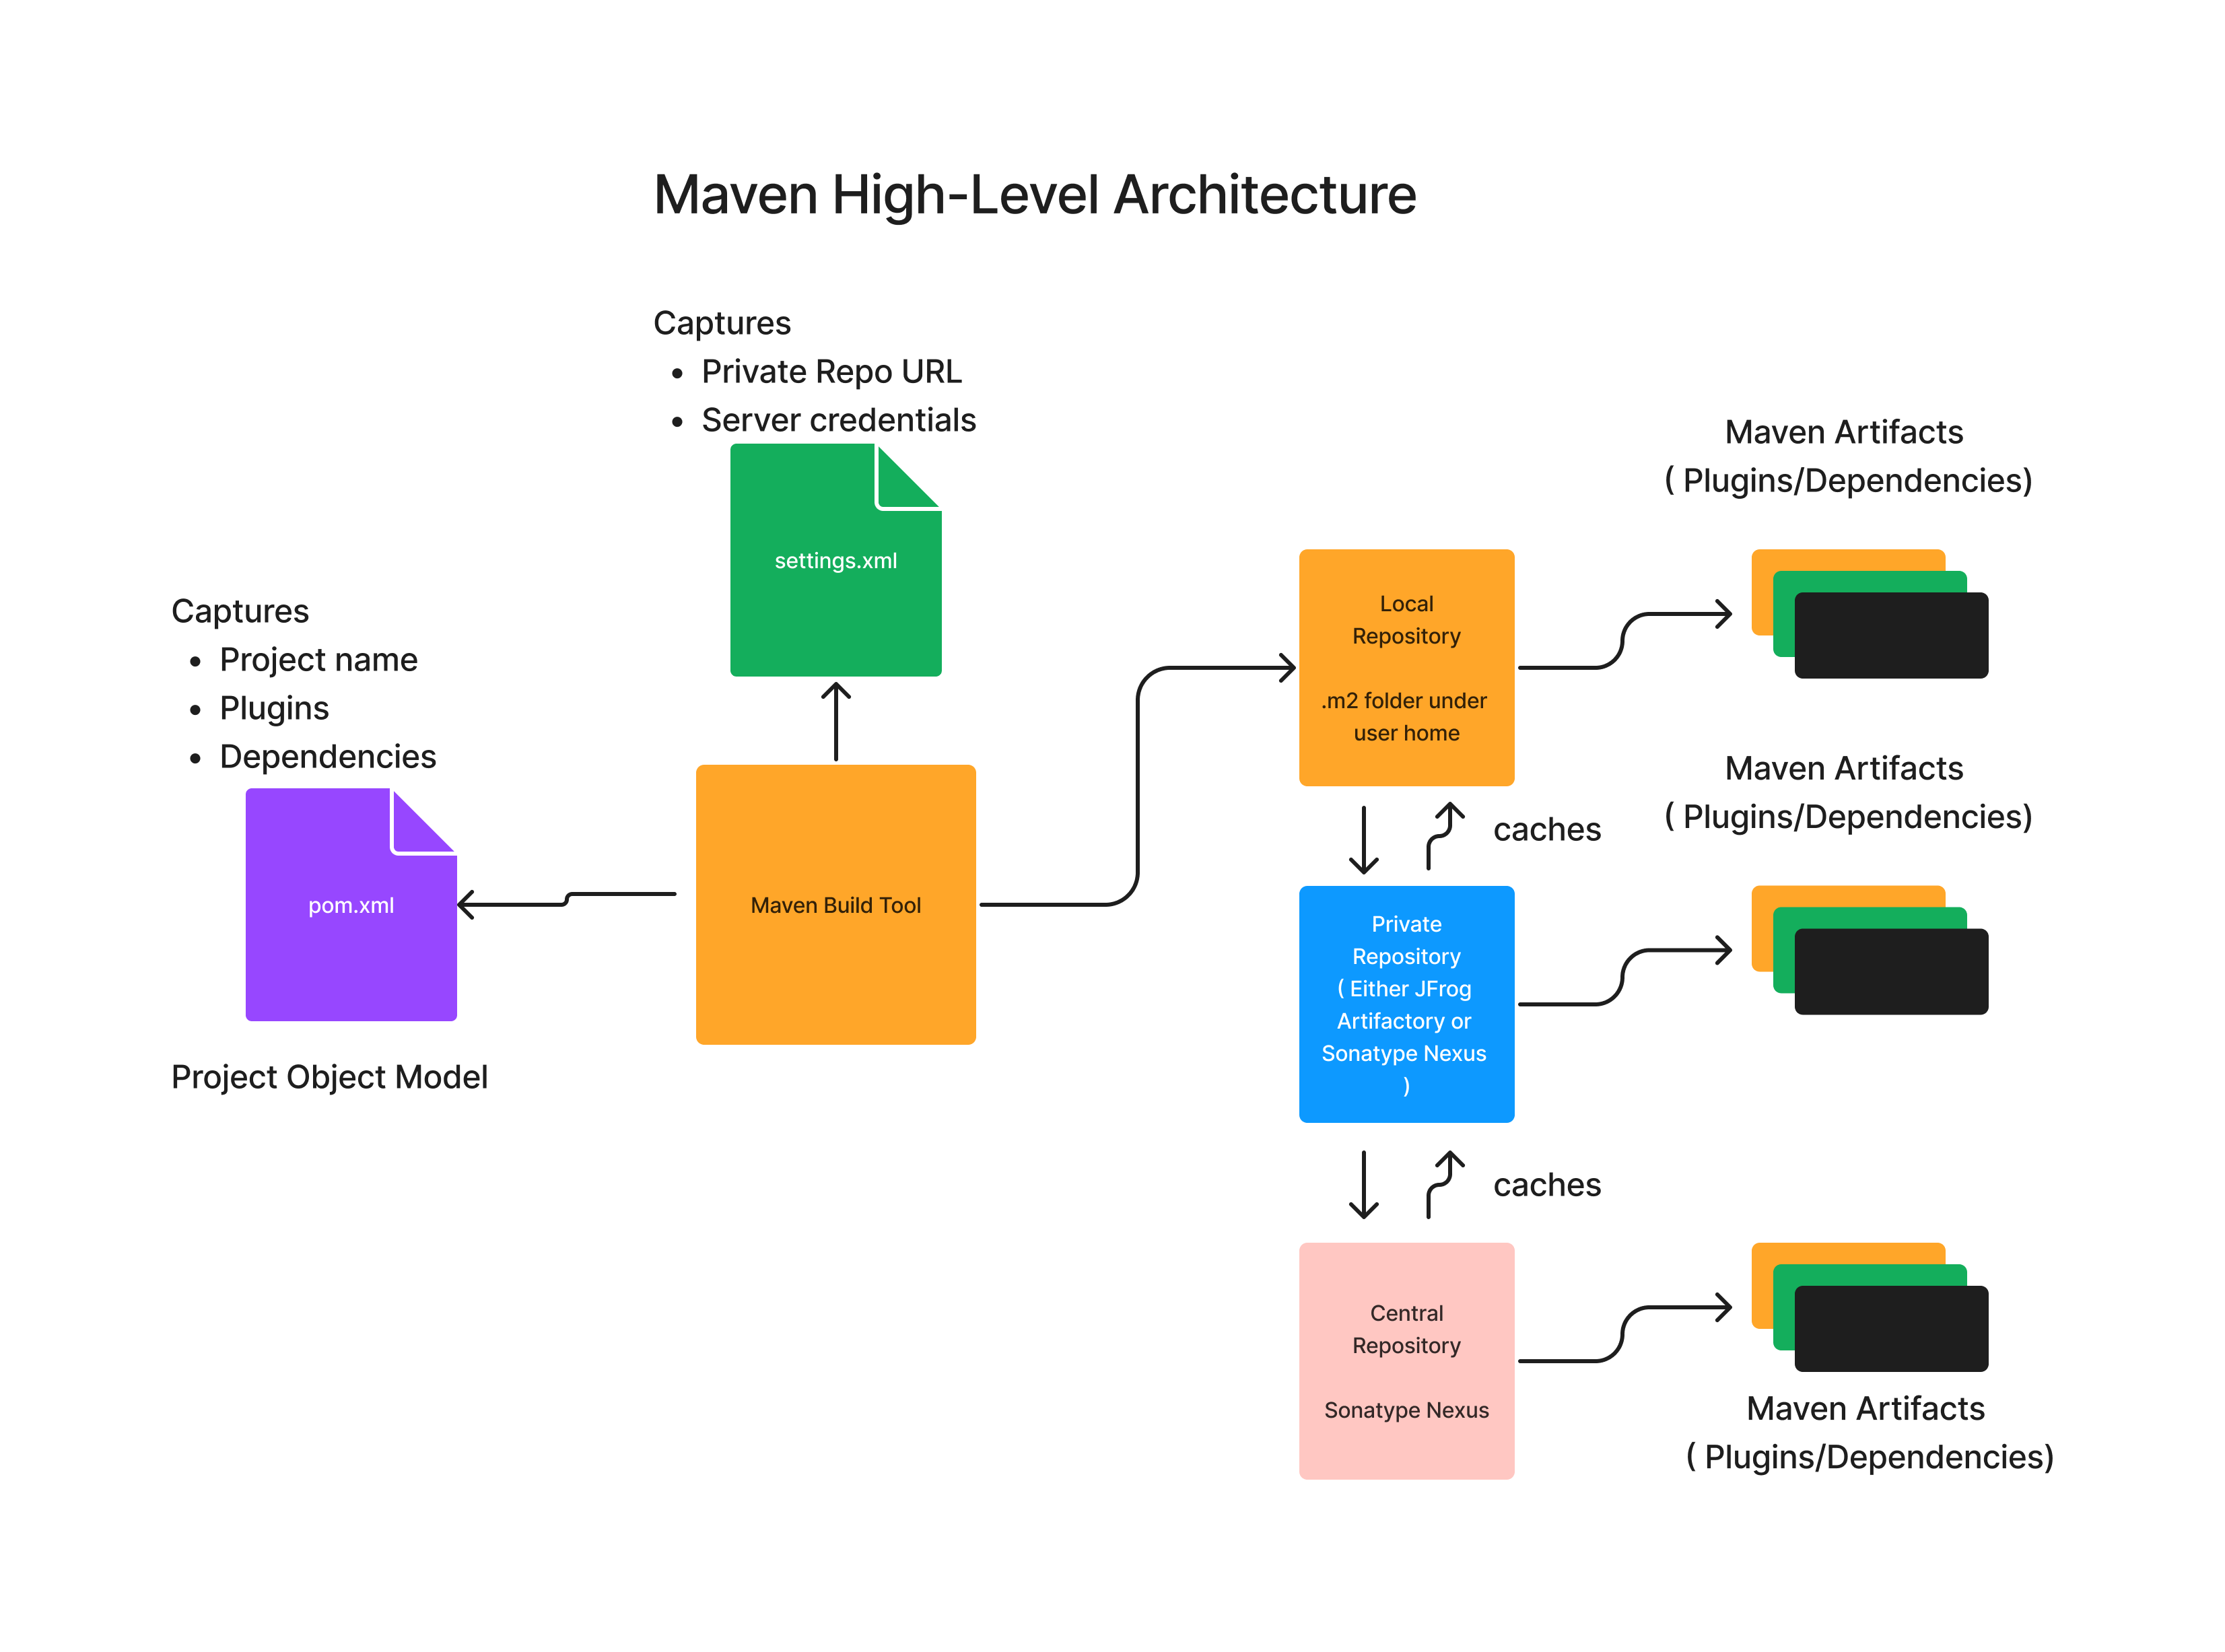 Maven High-Level Architecture
Captures
• Private Repo URL
• Server credentials
settings.xml
Captures
• Project name
• Plugins
• Dependencies
pom.xml
Project Object Model
Maven Build Tool
Local
Repository
.m2 folder under
user home
Maven Artifacts
( Plugins/Dependencies)
caches
Private
Repository
( Either JFrog
Artifactory or
Sonatype Nexus
)
Maven Artifacts
( Plugins/Dependencies)
caches
Central
Repository
Sonatype Nexus
Maven Artifacts
( Plugins/Dependencies)